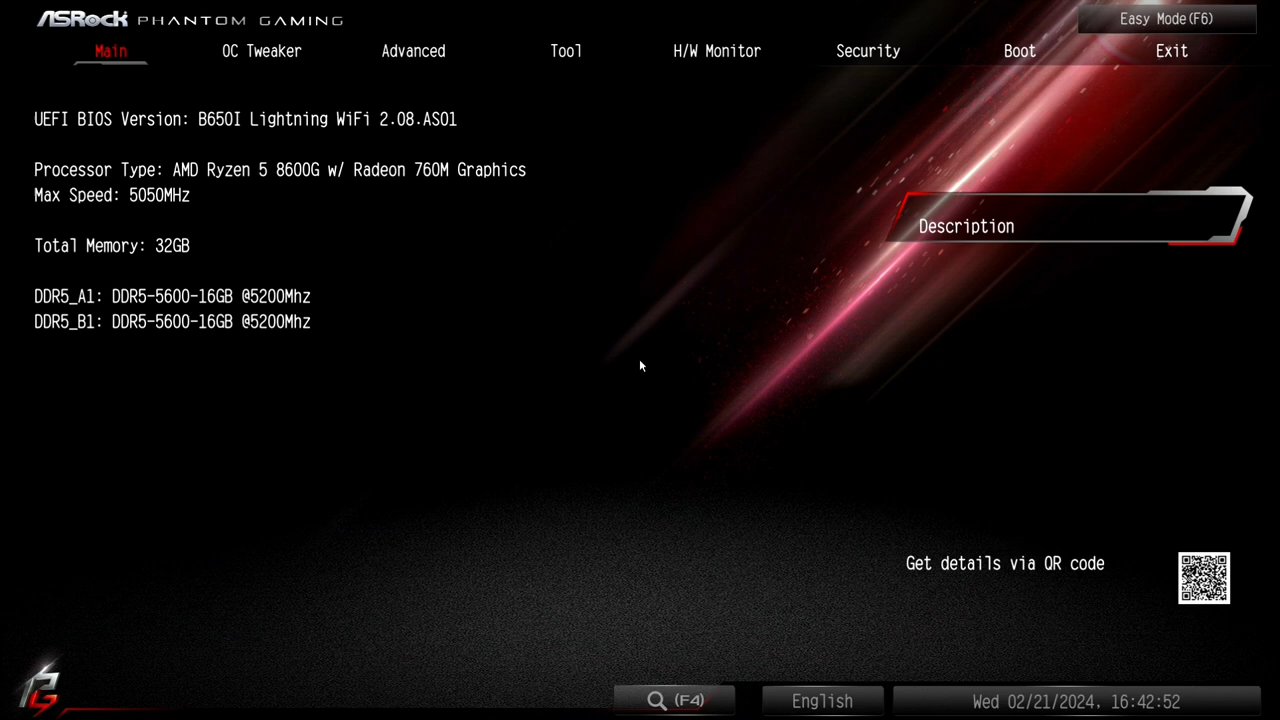 ASRock PHANTOM GAMING
Easy Mode(F6)
Main OC Tweaker Advanced Tool H/W Monitor Security Boot Exit
UEFI BIOS Version: B650I Lightning WiFi 2.08.AS01
Processor Type: AMD Ryzen 5 8600G w/ Radeon 760M Graphics
Max Speed: 5050MHz
Total Memory: 32GB
DDR5_A1: DDR5-5600-16GB @5200Mhz
DDR5_B1: DDR5-5600-16GB @5200Mhz
Description
Get details via QR code
(F4) English Wed 02/21/2024, 16:42:52